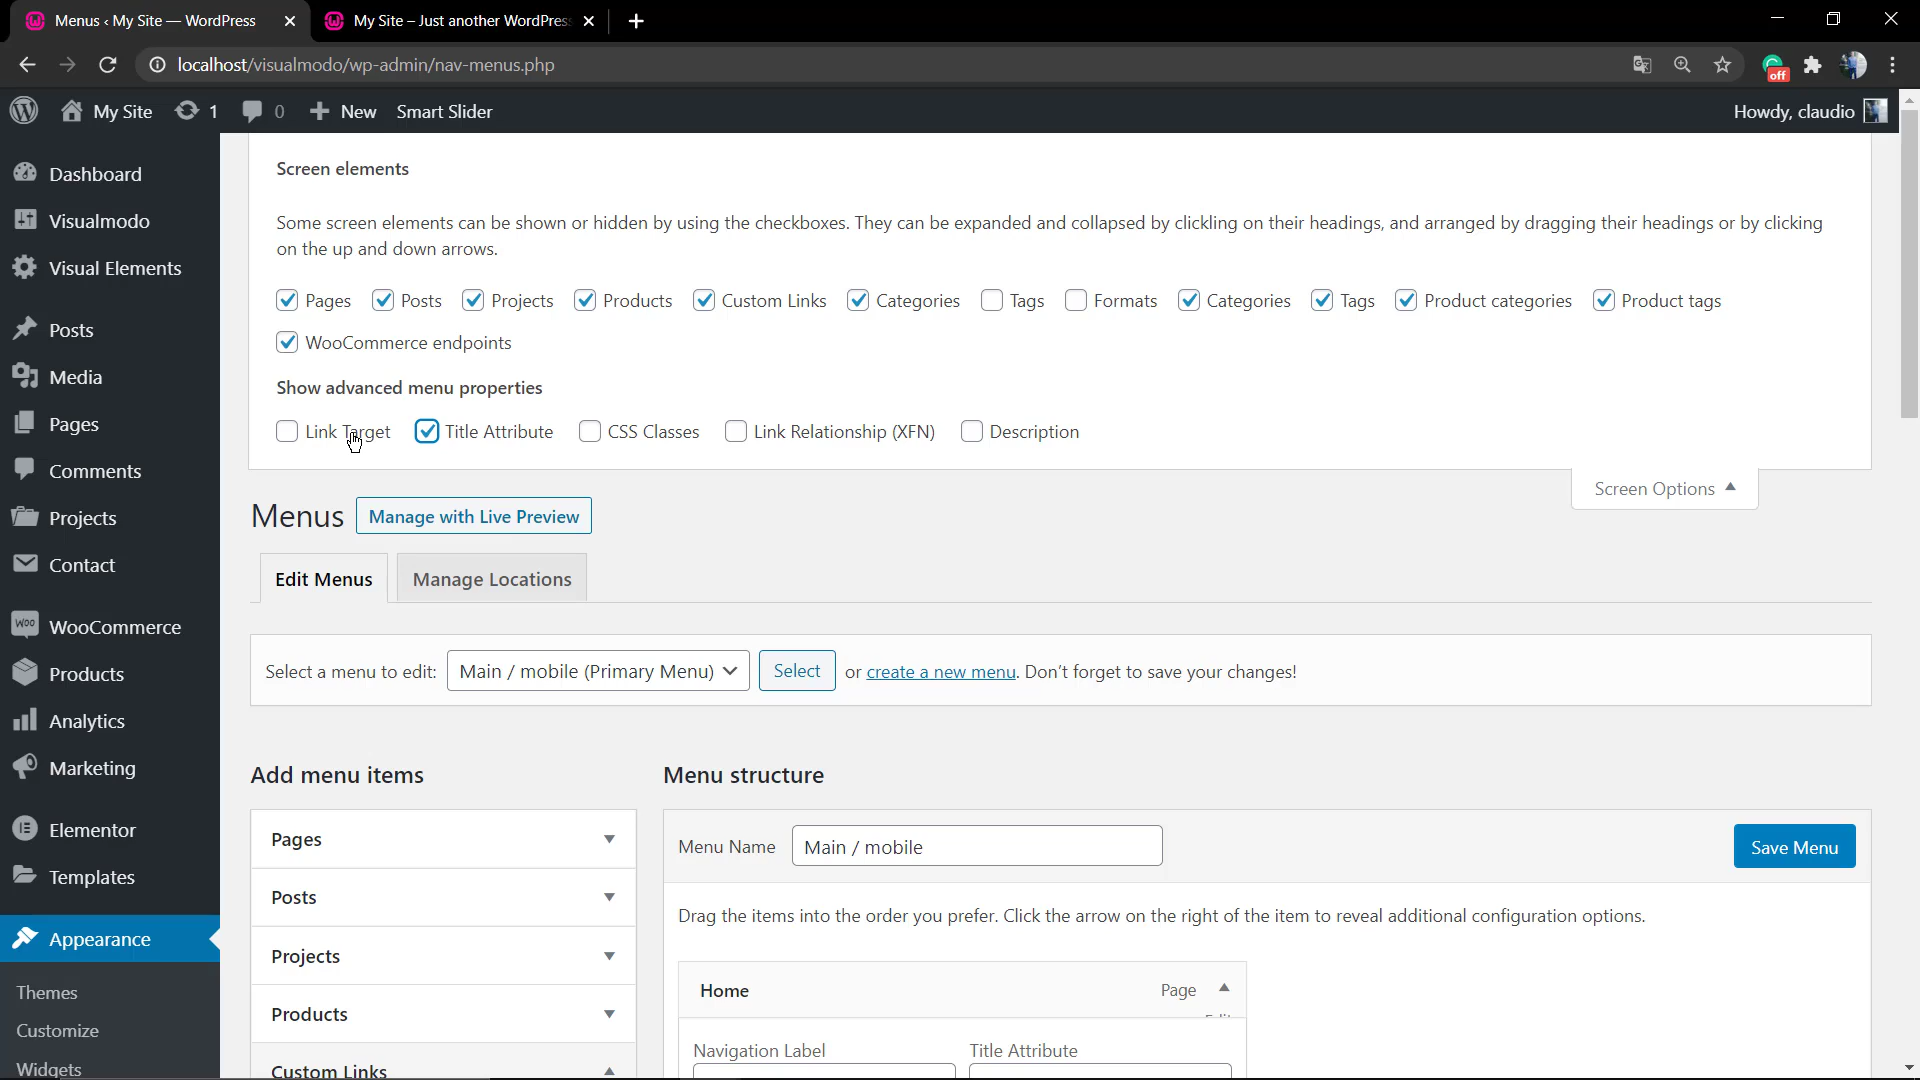 Menus ‹ My Site — WordPress
My Site – Just another WordPress
localhost/visualmodo/wp-admin/nav-menus.php
off
My Site 1 0 New Smart Slider Howdy, claudio
Screen elements
Some screen elements can be shown or hidden by using the checkboxes. They can be expanded and collapsed by clickling on their headings, and arranged by dragging their headings or by clicking
on the up and down arrows.
Pages Posts Projects Products Custom Links Categories Tags Formats Categories Tags Product categories Product tags
WooCommerce endpoints
Show advanced menu properties
Link Target Title Attribute CSS Classes Link Relationship (XFN) Description
Screen Options
Dashboard
Visualmodo
Visual Elements
Posts
Media
Pages
Comments
Projects
Contact
Woo WooCommerce
Products
Analytics
Marketing
Elementor
Templates
Appearance
Themes
Customize
Widgets
Menus Manage with Live Preview
Edit Menus Manage Locations
Select a menu to edit: Main / mobile (Primary Menu) Select or create a new menu. Don't forget to save your changes!
Add menu items
Pages
Posts
Projects
Products
Custom Links
Menu structure
Menu Name Main / mobile Save Menu
Drag the items into the order you prefer. Click the arrow on the right of the item to reveal additional configuration options.
Home Page
Navigation Label Title Attribute